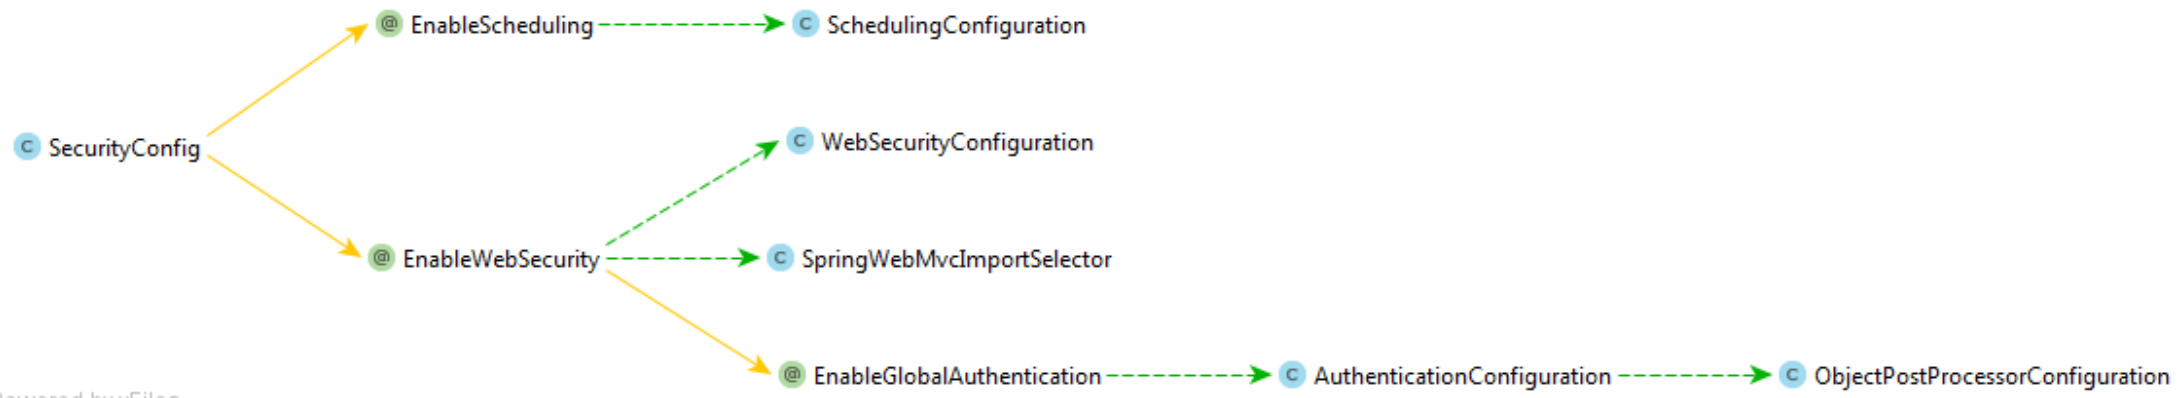 @ EnableScheduling
C SchedulingConfiguration
C SecurityConfig
C WebSecurityConfiguration
@ EnableWebSecurity
C SpringWebMvcImportSelector
@ EnableGlobalAuthentication
C AuthenticationConfiguration
C ObjectPostProcessorConfiguration